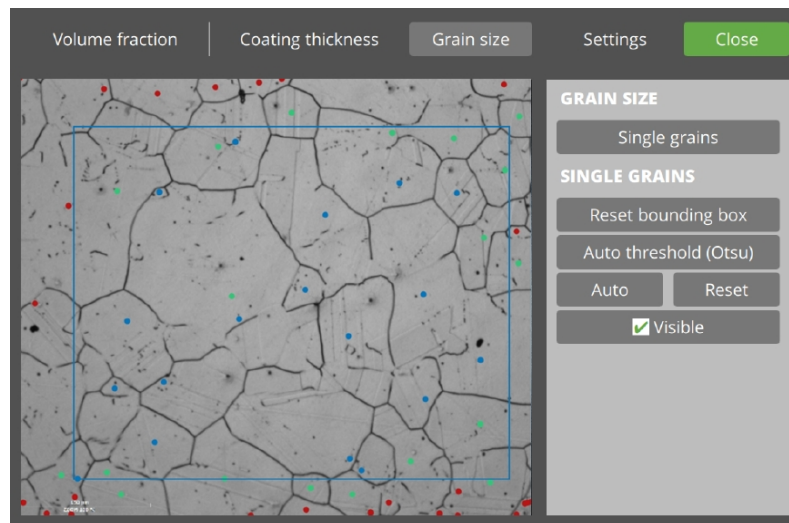 Volume fraction
Coating thickness
Grain size
Settings
Close
GRAIN SIZE
Single grains
SINGLE GRAINS
Reset bounding box
Auto threshold (Otsu)
Auto
Reset
Visible